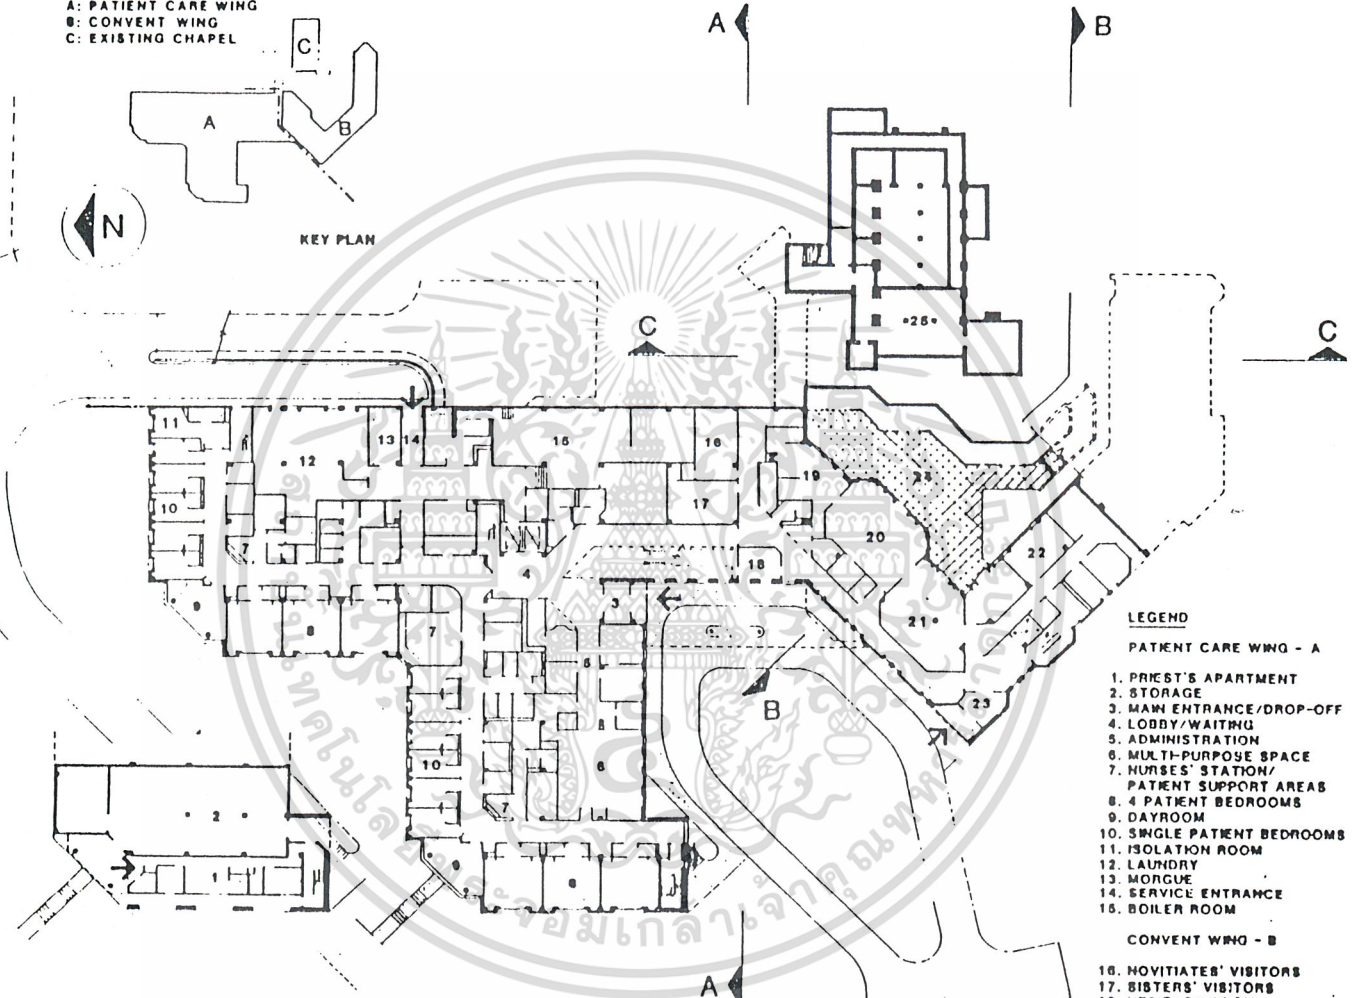 A: PATIENT CARE WING
B: CONVENT WING
C: EXISTING CHAPEL
C
A
B
N
KEY PLAN
A
B
C
C
25
11
13
14
12
15
16
10
17
19
24
7
20
22
4
18
9
3
8
7
21
5
23
B
10
6
7
2
1
9
8
A
LEGEND
PATIENT CARE WING - A
1. PRIEST'S APARTMENT
2. STORAGE
3. MAIN ENTRANCE/DROP-OFF
4. LOBBY/WAITING
5. ADMINISTRATION
6. MULTI-PURPOSE SPACE
7. NURSES' STATION/
PATIENT SUPPORT AREAS
8. 4 PATIENT BEDROOMS
9. DAYROOM
10. SINGLE PATIENT BEDROOMS
11. ISOLATION ROOM
12. LAUNDRY
13. MORGUE
14. SERVICE ENTRANCE
15. BOILER ROOM
CONVENT WING - B
16. NOVITIATES' VISITORS
17. SISTERS' VISITORS